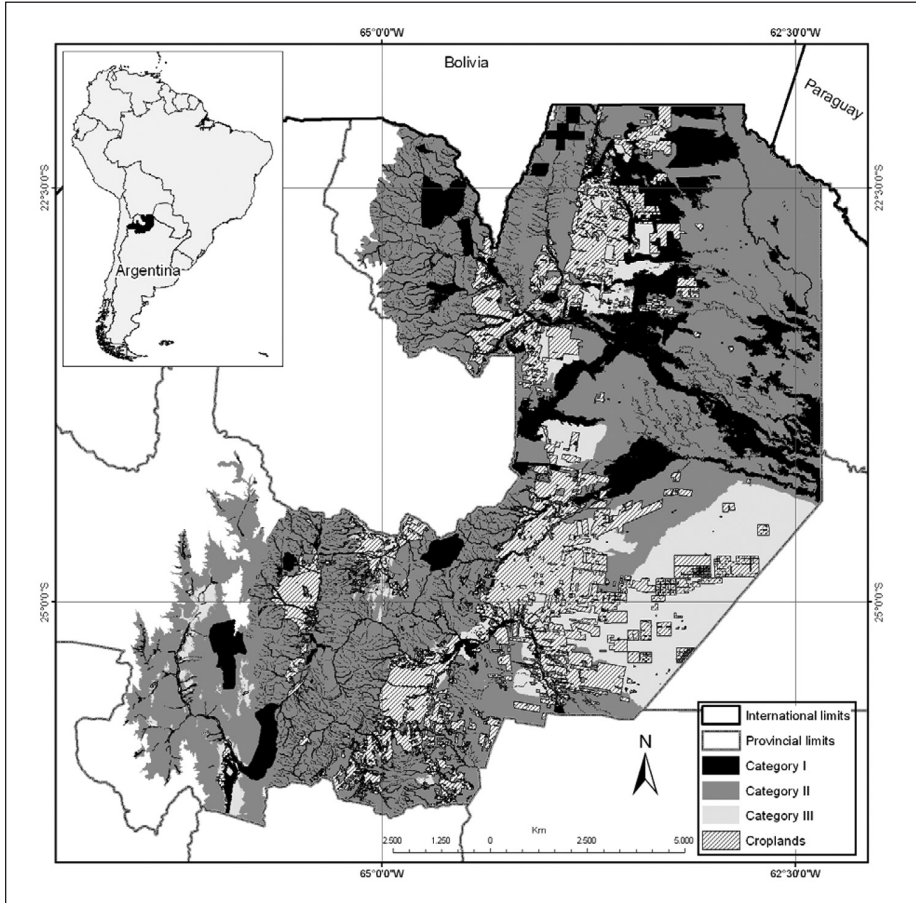 65°0'0"W
62°30'0"W
Bolivia
Paraguay
22°30'0"S
22°30'0"S
Argentina
25°0'0"S
25°0'0"S
International limits
Provincial limits
Category I
Category II
Category III
Croplands
N
Km
2.500
1.250
0
2.500
5.000
65°0'0"W
62°30'0"W